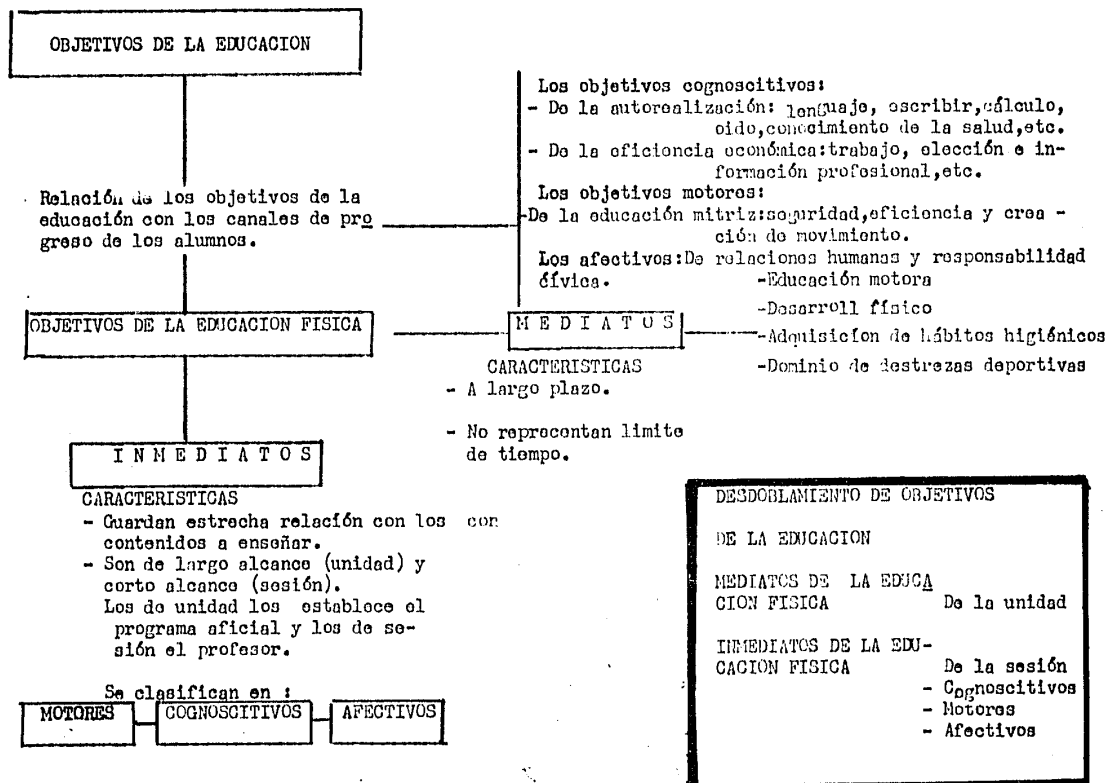 OBJETIVOS DE LA EDUCACION
Los objetivos cognoscitivos:
- De la autorealización: lenguaje, escribir,cálculo,
oido,conocimiento de la salud,etc.
- De la eficiencia económica:trabajo, elección e in-
formación profesional,etc.
Los objetivos motores:
-De la educación mitriz:seguridad,eficiencia y crea -
ción de movimiento.
Los afectivos:De relaciones humanas y responsabilidad
cívica.
Relación de los objetivos de la
educación con los canales de pro
greso de los alumnos.
OBJETIVOS DE LA EDUCACION FISICA
M E D I A T O S
-Educación motora
-Desarroll físico
-Adquisicíon de hábitos higiénicos
-Dominio de destrezas deportivas
CARACTERISTICAS
- A largo plazo.
- No reprecentan limite
de tiempo.
I N M E D I A T O S
CARACTERISTICAS
- Guardan estrecha relación con los con
contenidos a enseñar.
- Son de largo alcance (unidad) y
corto alcance (sesión).
Los de unidad los establece el
programa aficial y los de se-
sión el profesor.
Se clasifican en :
MOTORES
COGNOSCITIVOS
AFECTIVOS
DESDOBLAMIENTO DE OBJETIVOS
DE LA EDUCACION
MEDIATOS DE LA EDUCA
CION FISICA De la unidad
INMEDIATOS DE LA EDU-
CACION FISICA De la sesión
- Cognoscitivos
- Motores
- Afectivos